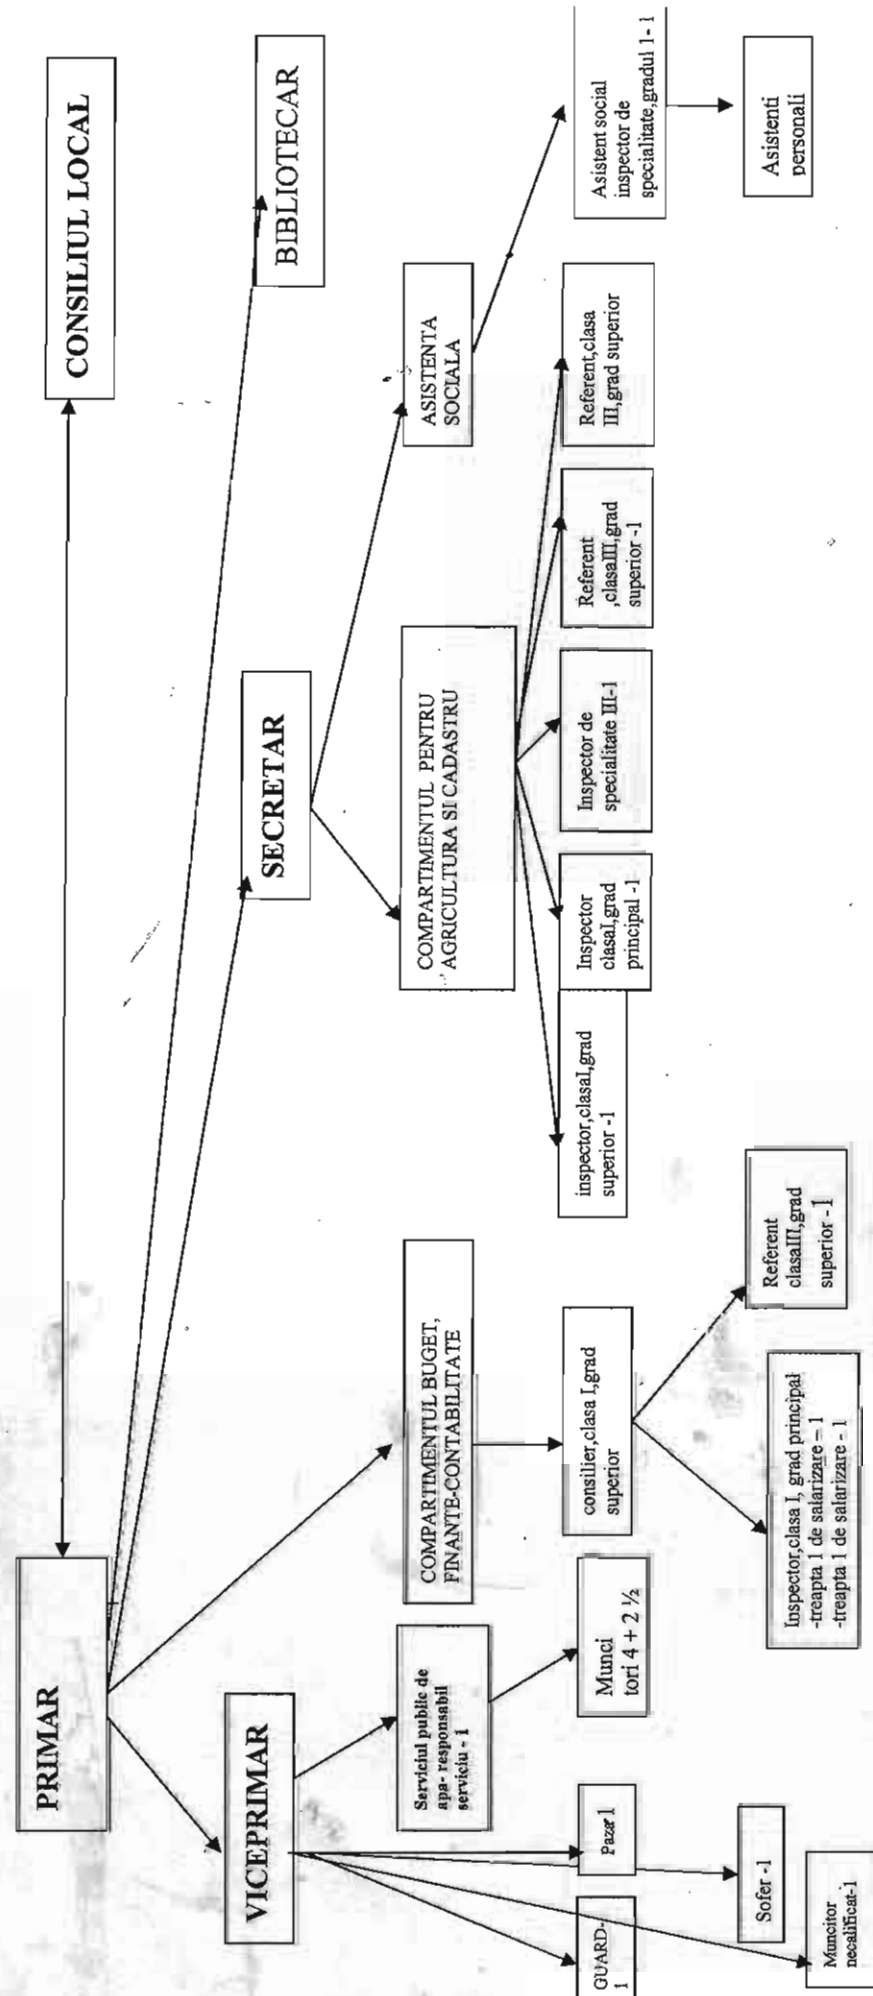 PRIMAR
CONSILIUL LOCAL
VICEPRIMAR
SECRETAR
BIBLIOTECAR
Serviciul public de
apa- responsabil
serviciu - 1
COMPARTIMENTUL BUGET,
FINANTE-CONTABILITATE
COMPARTIMENTUL PENTRU
AGRICULTURA SI CADASTRU
ASISTENTA
SOCIALA
GUARD-
1
Pazar1
Munci
tori 4 + 2 ½
consilier,clasa I,grad
superior
inspector,clasaI,grad
superior -1
Inspector
clasaI,grad
principal -1
Inspector de
specialitate III-1
Referent
,clasaIII,grad
superior -1
Referent,clasa
III,grad superior
Asistent social
inspector de
specialitate,gradul 1- 1
Muncitor
necalificat-1
Sofer -1
Inspector,clasa I, grad principal
-treapta 1 de salarizare – 1
-treapta 1 de salarizare - 1
Referent
clasaIII,grad
superior - 1
Asistenti
personali